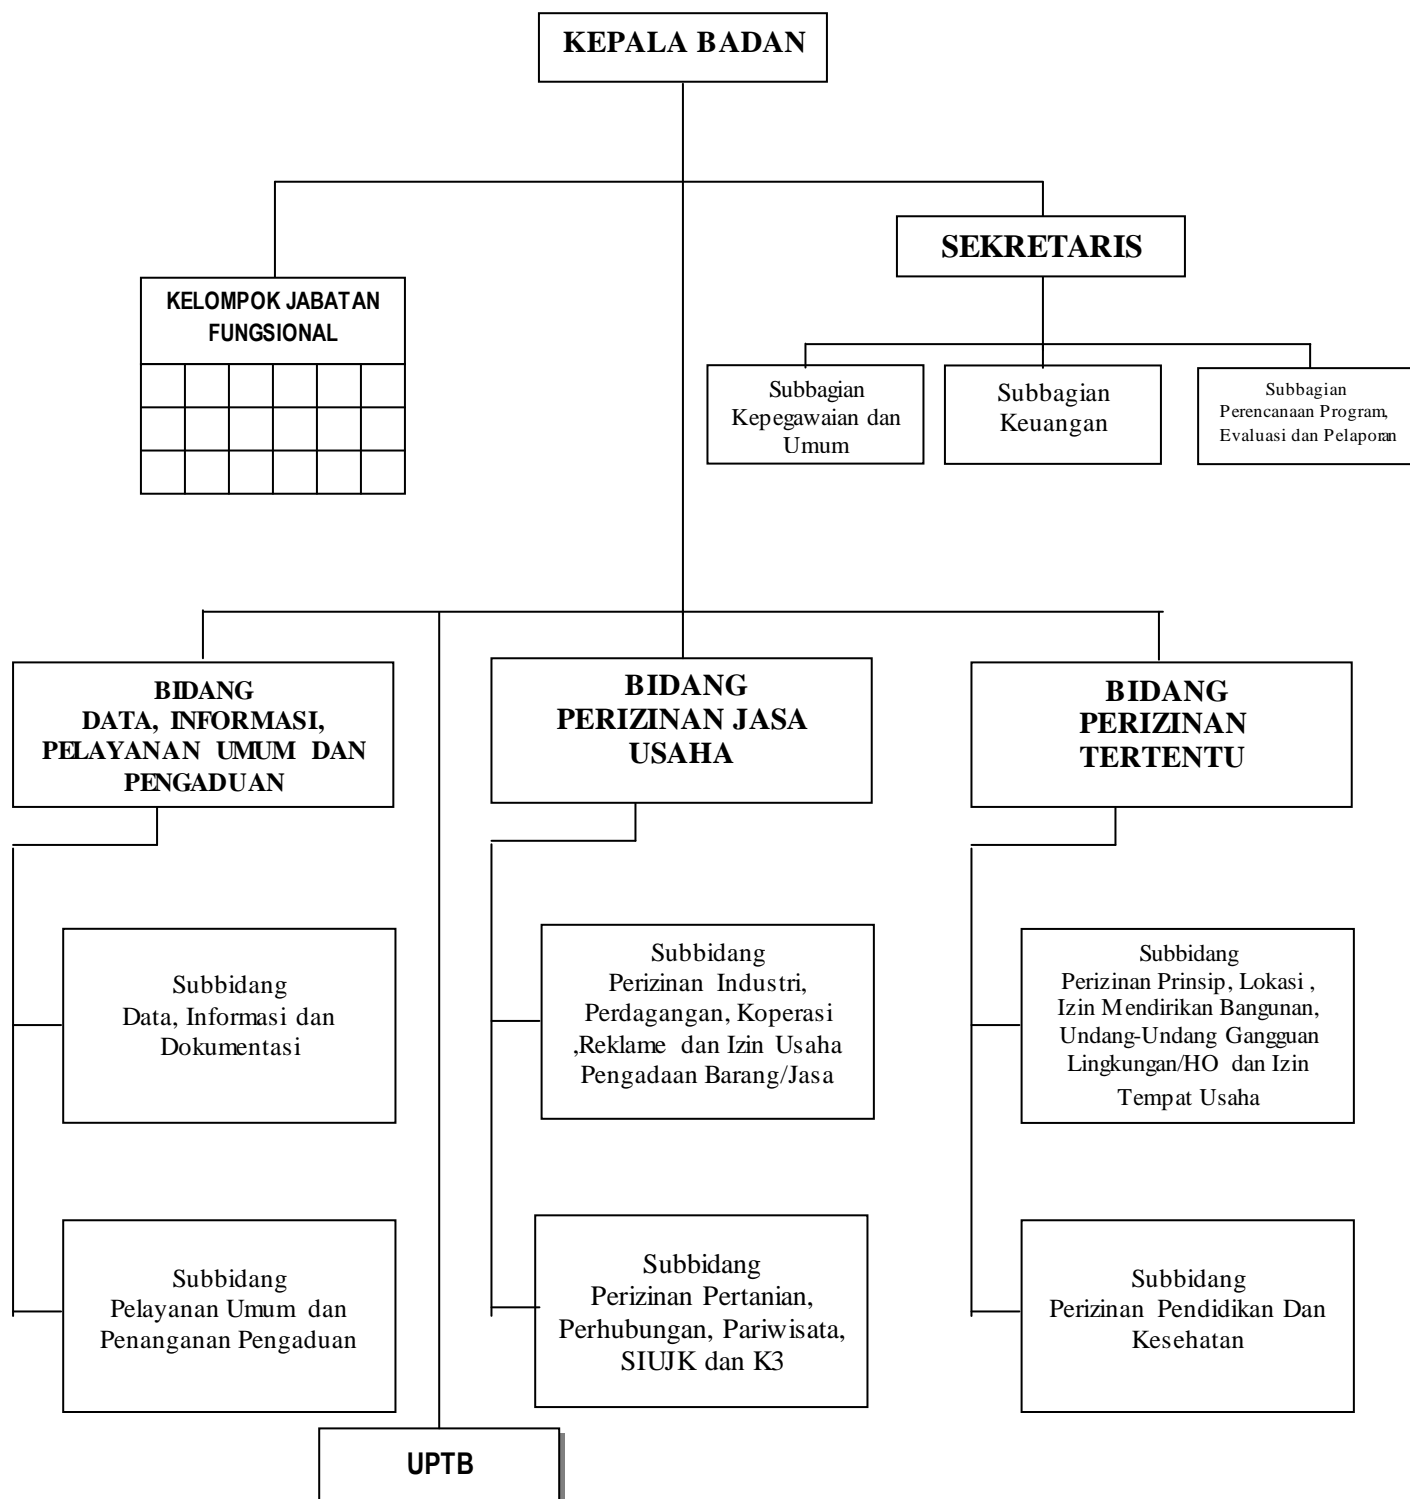 KEPALA BADAN
SEKRETARIS
KELOMPOK JABATAN
FUNGSIONAL
Subbagian
Kepegawaian dan
Umum
Subbagian
Keuangan
Subbagian
Perencanaan Program,
Evaluasi dan Pelaporan
BIDANG
DATA, INFORMASI,
PELAYANAN UMUM DAN
PENGADUAN
BIDANG
PERIZINAN JASA
USAHA
BIDANG
PERIZINAN
TERTENTU
Subbidang
Data, Informasi dan
Dokumentasi
Subbidang
Perizinan Industri,
Perdagangan, Koperasi
,Reklame dan Izin Usaha
Pengadaan Barang/Jasa
Subbidang
Perizinan Prinsip, Lokasi ,
Izin Mendirikan Bangunan,
Undang-Undang Gangguan
Lingkungan/HO dan Izin
Tempat Usaha
Subbidang
Pelayanan Umum dan
Penanganan Pengaduan
Subbidang
Perizinan Pertanian,
Perhubungan, Pariwisata,
SIUJK dan K3
Subbidang
Perizinan Pendidikan Dan
Kesehatan
UPTB